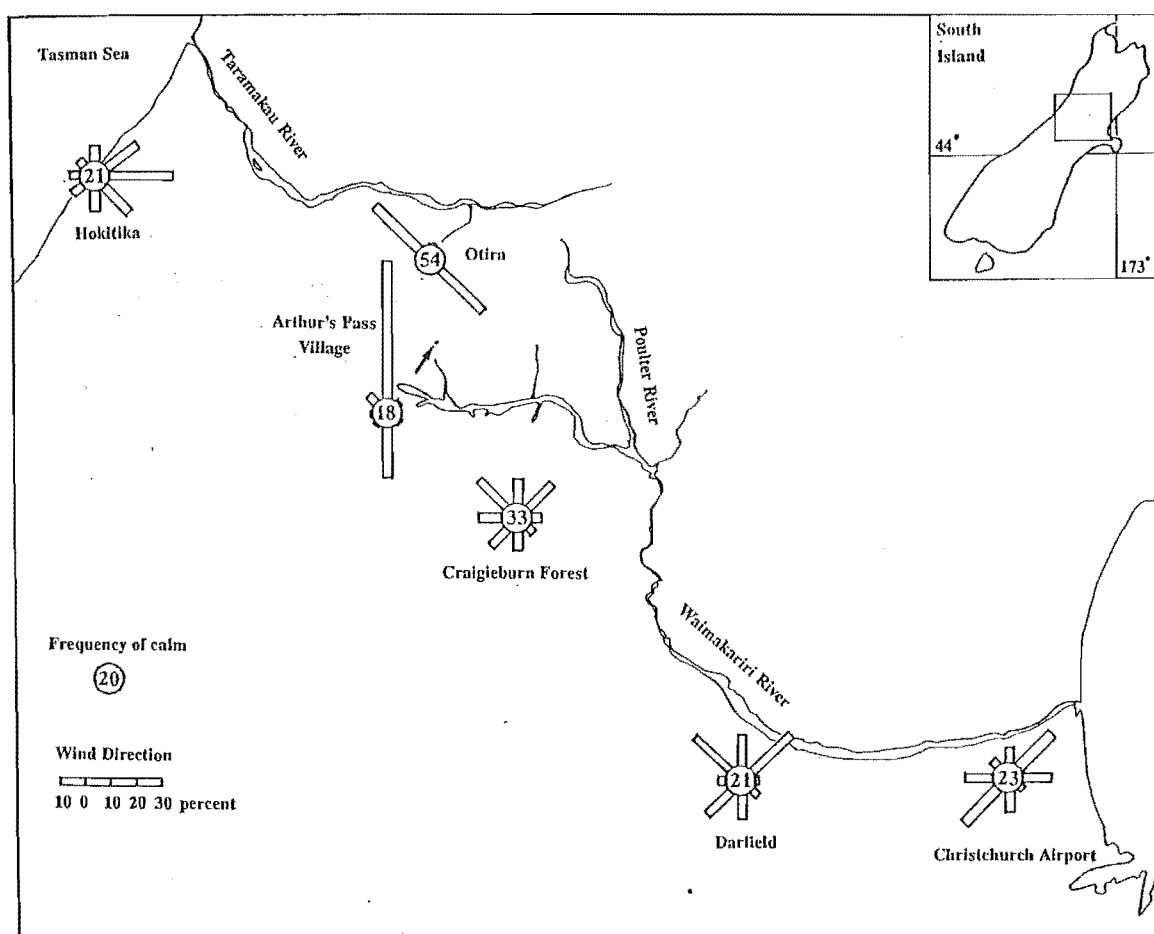 Tasman Sea
Taramakau River
South
Island
44°
173°
21
Hokitika
54
Otira
Arthur's Pass
Village
18
Poulter River
33
Craigieburn Forest
Waimakariri River
Frequency of calm
20
Wind Direction
10 0 10 20 30 percent
21
Darfield
23
Christchurch Airport